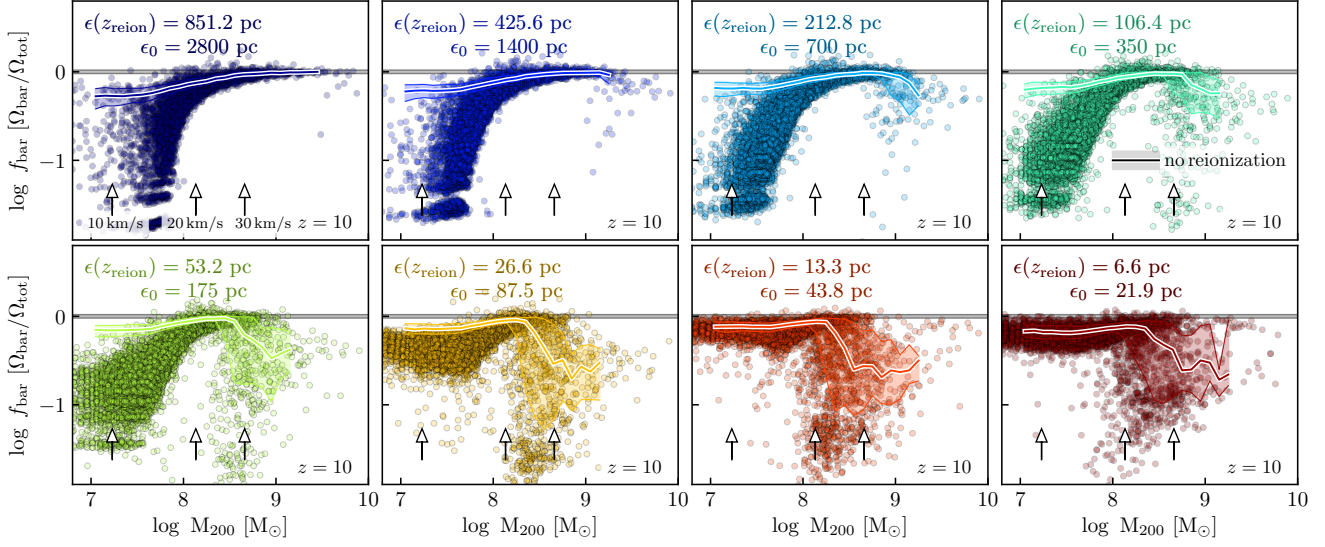 ϵ(z_reion) = 851.2 pc
ϵ_0 = 2800 pc
ϵ(z_reion) = 425.6 pc
ϵ_0 = 1400 pc
ϵ(z_reion) = 212.8 pc
ϵ_0 = 700 pc
ϵ(z_reion) = 106.4 pc
ϵ_0 = 350 pc
log f_bar [Ω_bar/Ω_tot]
0
−1
no reionization
10 km/s 20 km/s 30 km/s z = 10
z = 10
z = 10
z = 10
ϵ(z_reion) = 53.2 pc
ϵ_0 = 175 pc
ϵ(z_reion) = 26.6 pc
ϵ_0 = 87.5 pc
ϵ(z_reion) = 13.3 pc
ϵ_0 = 43.8 pc
ϵ(z_reion) = 6.6 pc
ϵ_0 = 21.9 pc
log f_bar [Ω_bar/Ω_tot]
0
−1
z = 10
z = 10
z = 10
z = 10
7 8 9 10
7 8 9
7 8 9
7 8 9 10
log M_200 [M_⊙]
log M_200 [M_⊙]
log M_200 [M_⊙]
log M_200 [M_⊙]